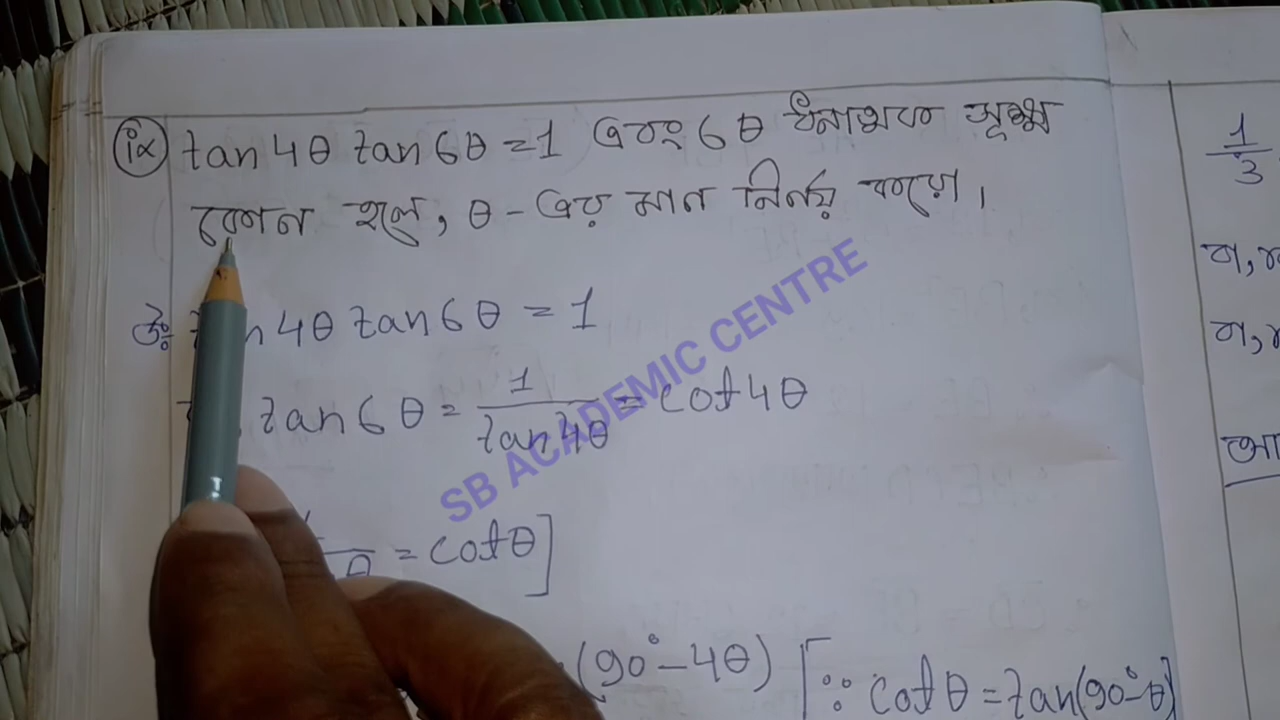 ix) tan 4θ tan 6θ = 1 এবং 6θ ধনাত্মক সূক্ষ্ম
কোন হলে, θ - এর মান নির্ণয় করো।
উঃ 4θ tan 6θ = 1
tan 6θ = 1/tan 4θ = cot 4θ
= cot θ]
(90° - 4θ) [∵ cot θ = tan(90° - θ)]
SB ACADEMIC CENTRE
1/3